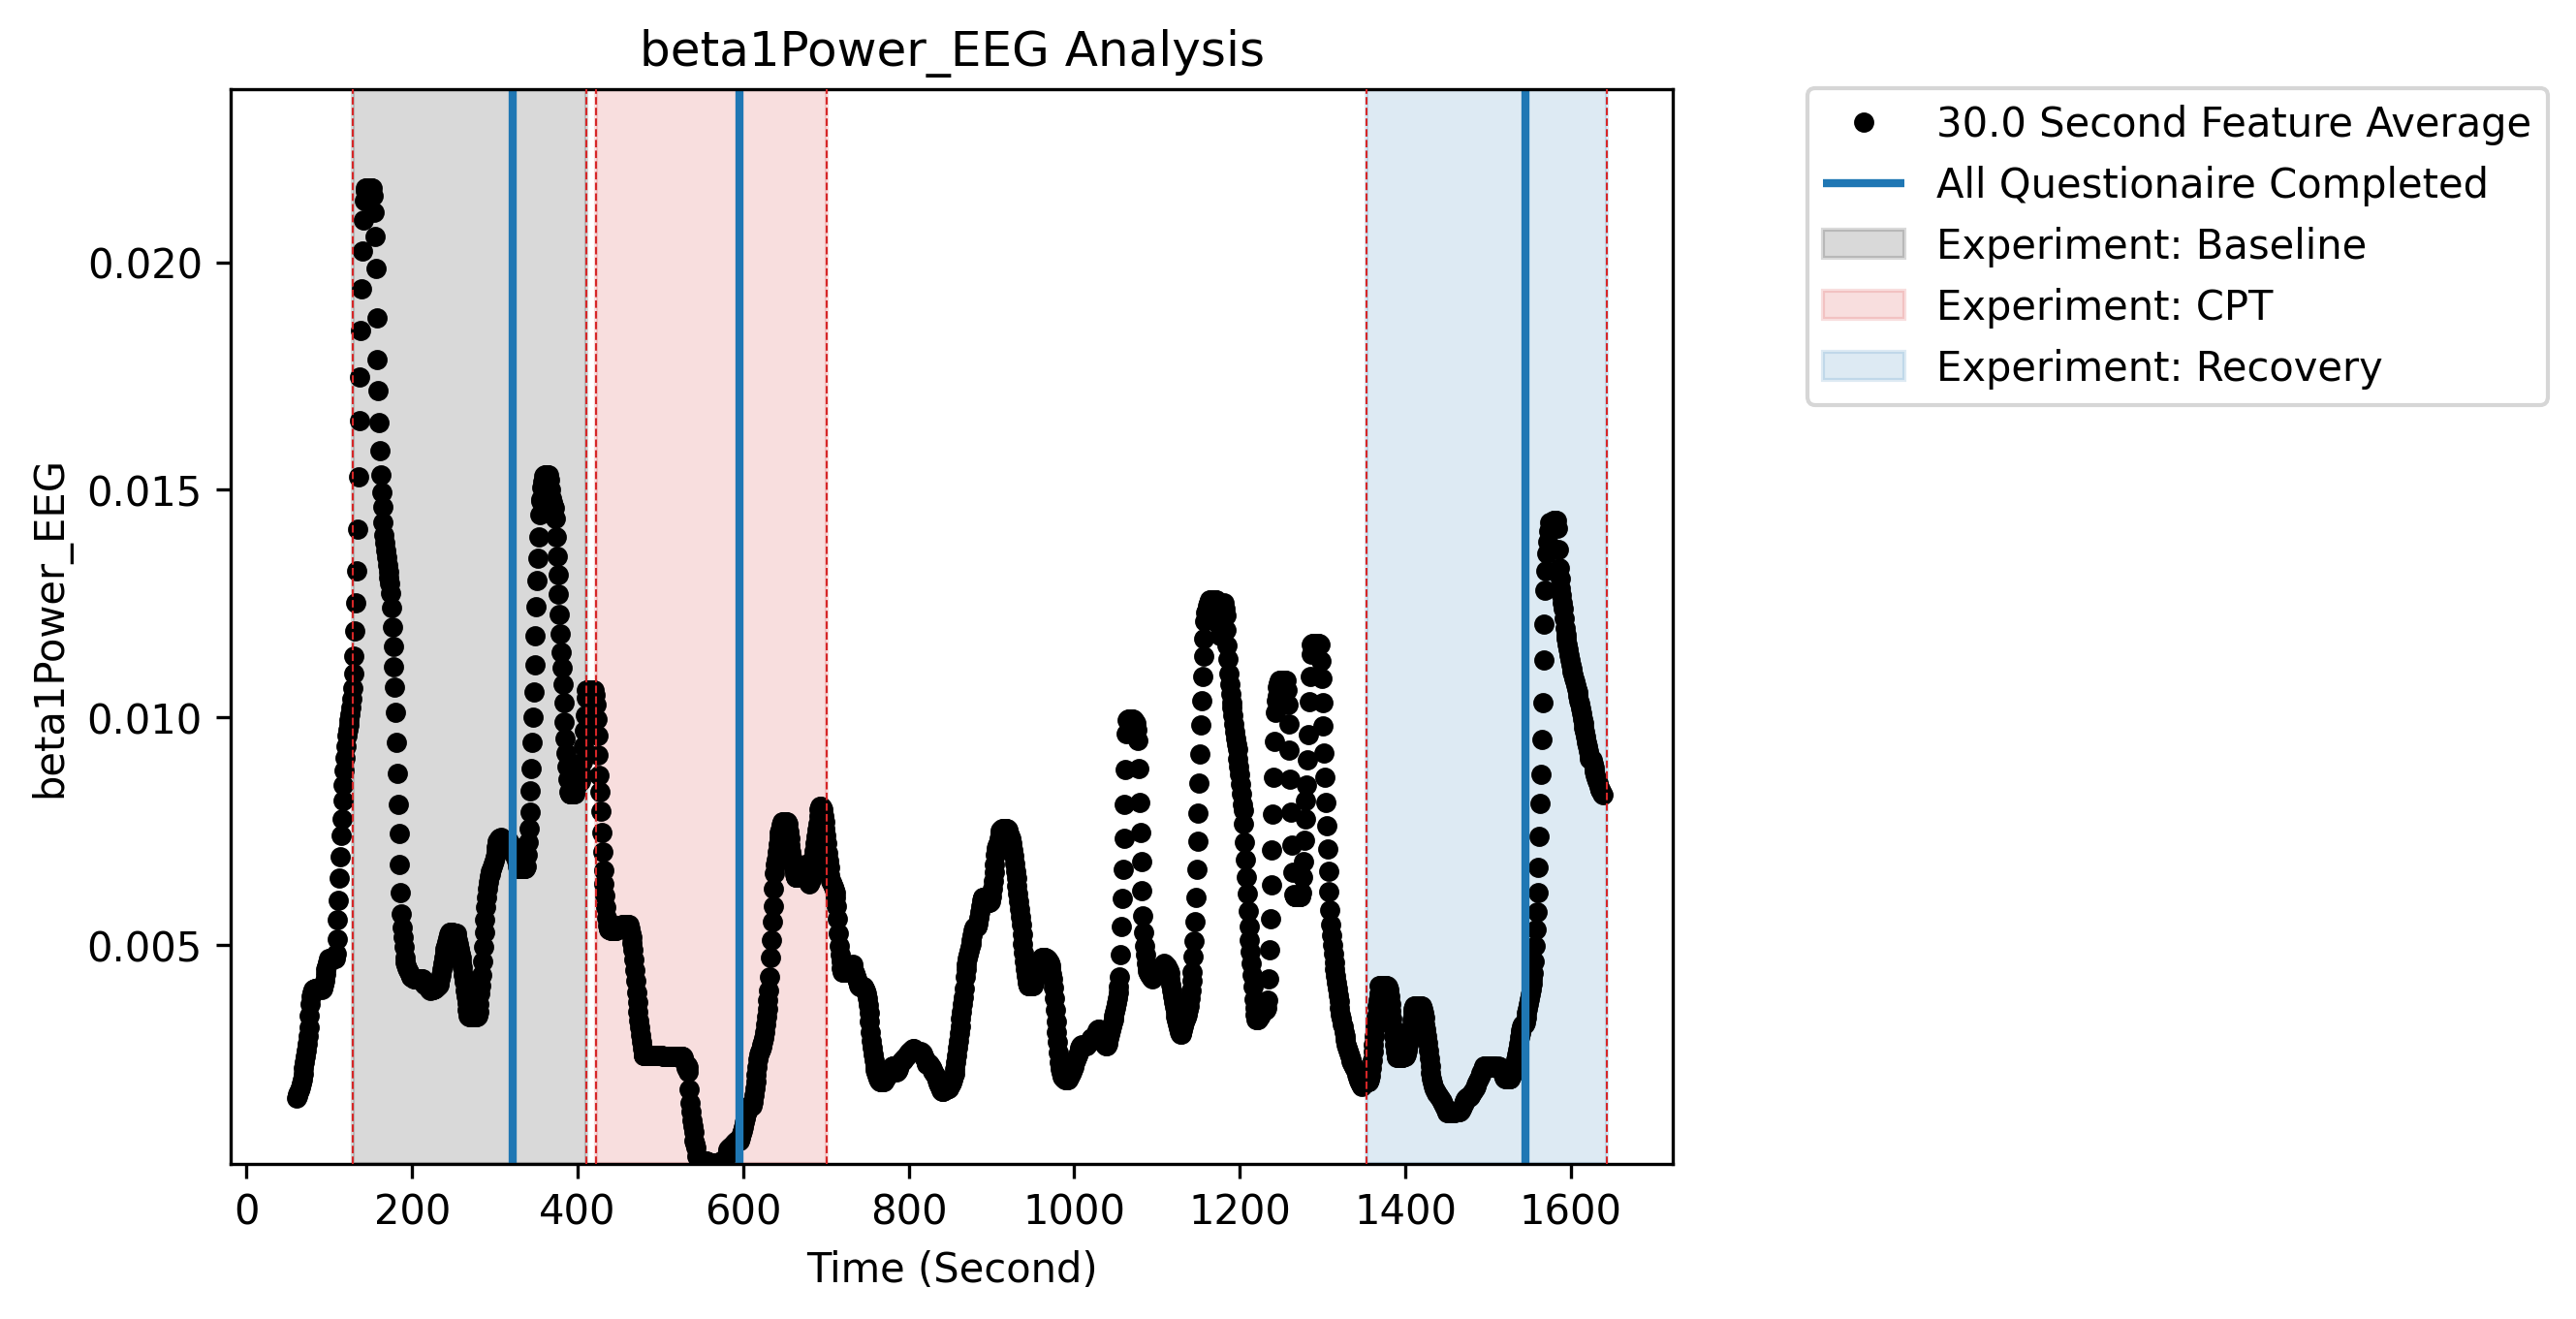 beta1Power_EEG Analysis
30.0 Second Feature Average
All Questionaire Completed
Experiment: Baseline
Experiment: CPT
Experiment: Recovery
beta1Power_EEG
0.020
0.015
0.010
0.005
0 200 400 600 800 1000 1200 1400 1600
Time (Second)